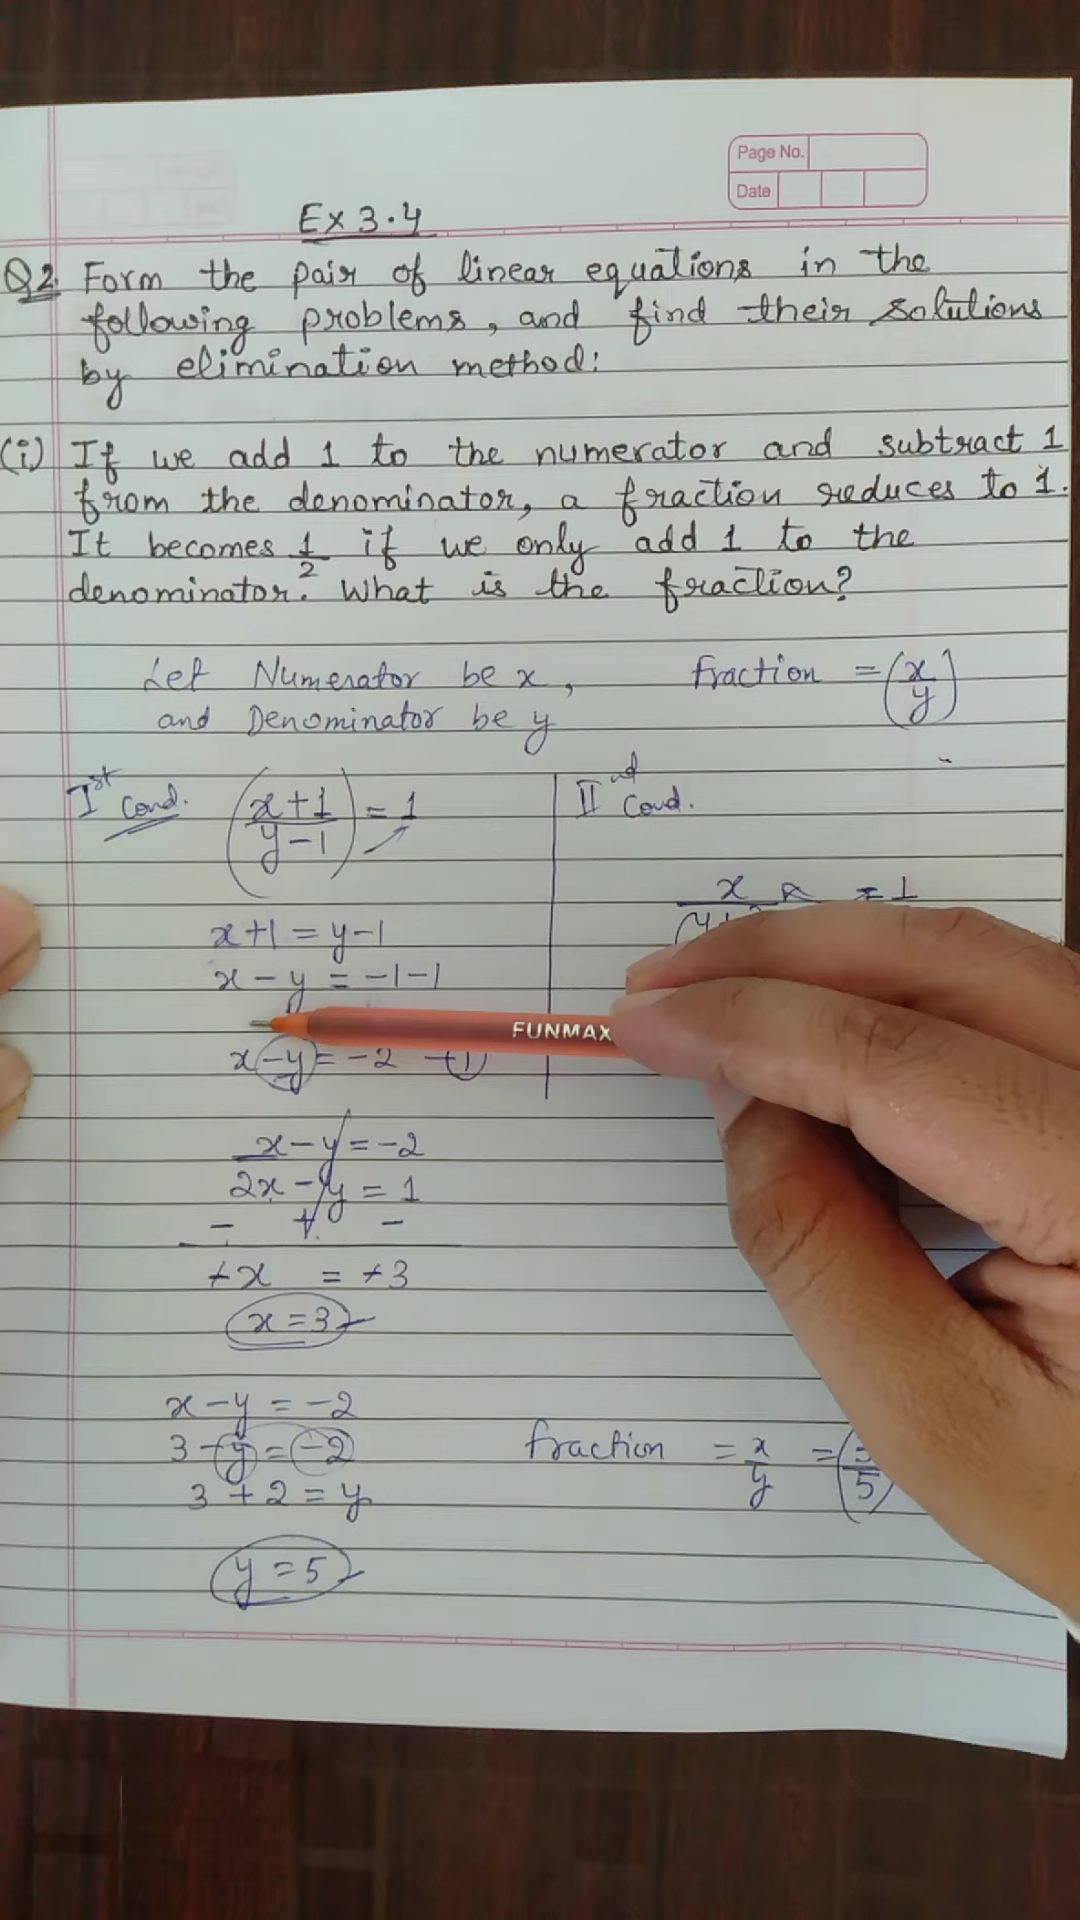 Page No.
Date
Ex 3.4
Q2. Form the pair of linear equations in the
following problems, and find their solutions
by elimination method:
(i) If we add 1 to the numerator and subtract 1
from the denominator, a fraction reduces to 1.
It becomes 1/2 if we only add 1 to the
denominator. What is the fraction?
Let Numerator be x, fraction = (x/y)
and Denominator be y
Ist Cond. (x+1/y-1) = 1
IInd Cond.
x+1 = y-1
x-y = -1-1
x/(y+ = 1
FUNMAX
x-y = -2 -(1)
x-y = -2
2x-y = 1
- + -
+x = +3
x = 3
x-y = -2
3-y = -2
3+2 = y
fraction = x/y = (3/5)
y = 5